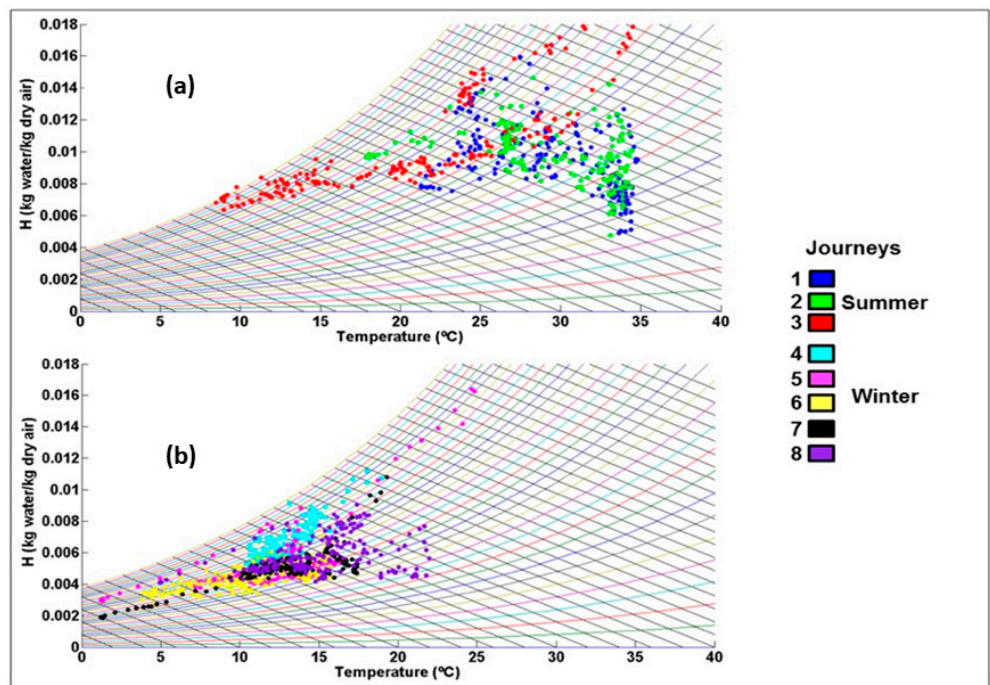 (a)
H (kg water/kg dry air)
0.018
0.016
0.014
0.012
0.01
0.008
0.006
0.004
0.002
0
0 5 10 15 20 25 30 35 40
Temperature (ºC)
(b)
H (kg water/kg dry air)
0.018
0.016
0.014
0.012
0.01
0.008
0.006
0.004
0.002
0
0 5 10 15 20 25 30 35 40
Temperature (ºC)
Journeys
1
2 Summer
3
4
5
6 Winter
7
8